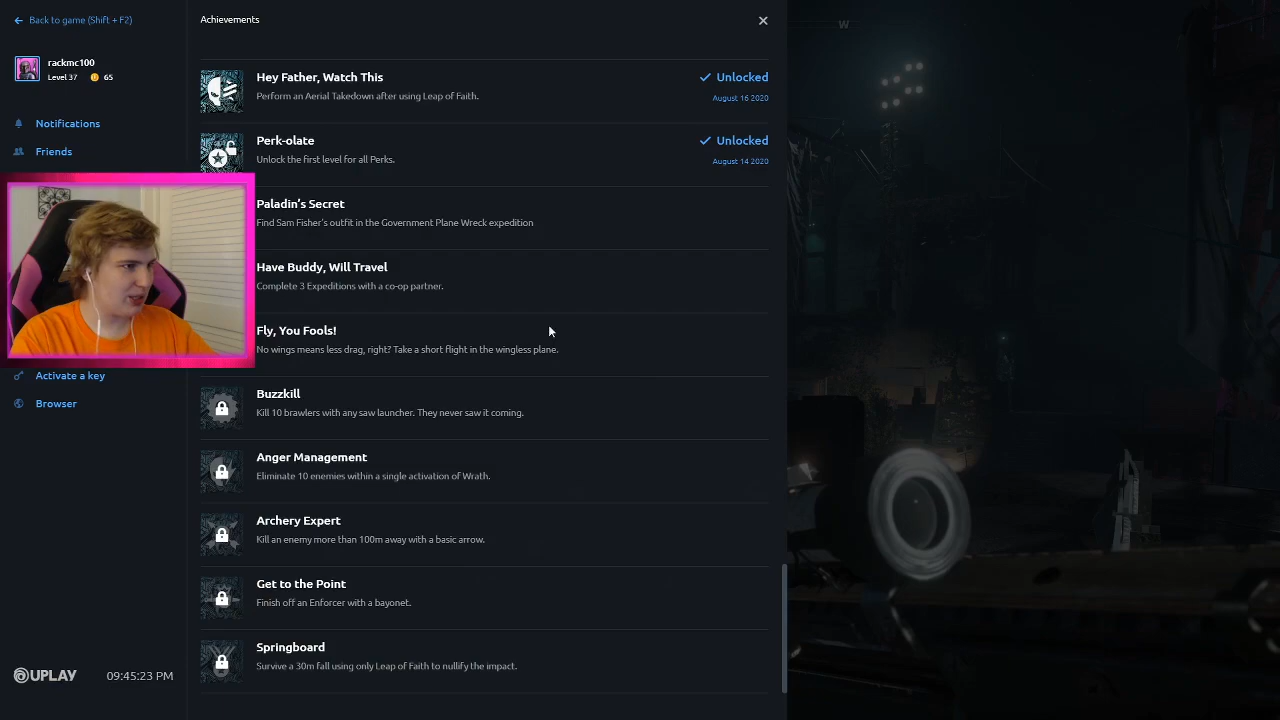 Back to game (Shift + F2)
Achievements
W
rackmc100
Level 37
65
Notifications
Friends
Activate a key
Browser
Hey Father, Watch This
Perform an Aerial Takedown after using Leap of Faith.
Unlocked
August 16 2020
Perk-olate
Unlock the first level for all Perks.
Unlocked
August 14 2020
Paladin's Secret
Find Sam Fisher's outfit in the Government Plane Wreck expedition
Have Buddy, Will Travel
Complete 3 Expeditions with a co-op partner.
Fly, You Fools!
No wings means less drag, right? Take a short flight in the wingless plane.
Buzzkill
Kill 10 brawlers with any saw launcher. They never saw it coming.
Anger Management
Eliminate 10 enemies within a single activation of Wrath.
Archery Expert
Kill an enemy more than 100m away with a basic arrow.
Get to the Point
Finish off an Enforcer with a bayonet.
Springboard
Survive a 30m fall using only Leap of Faith to nullify the impact.
UPLAY
09:45:23 PM